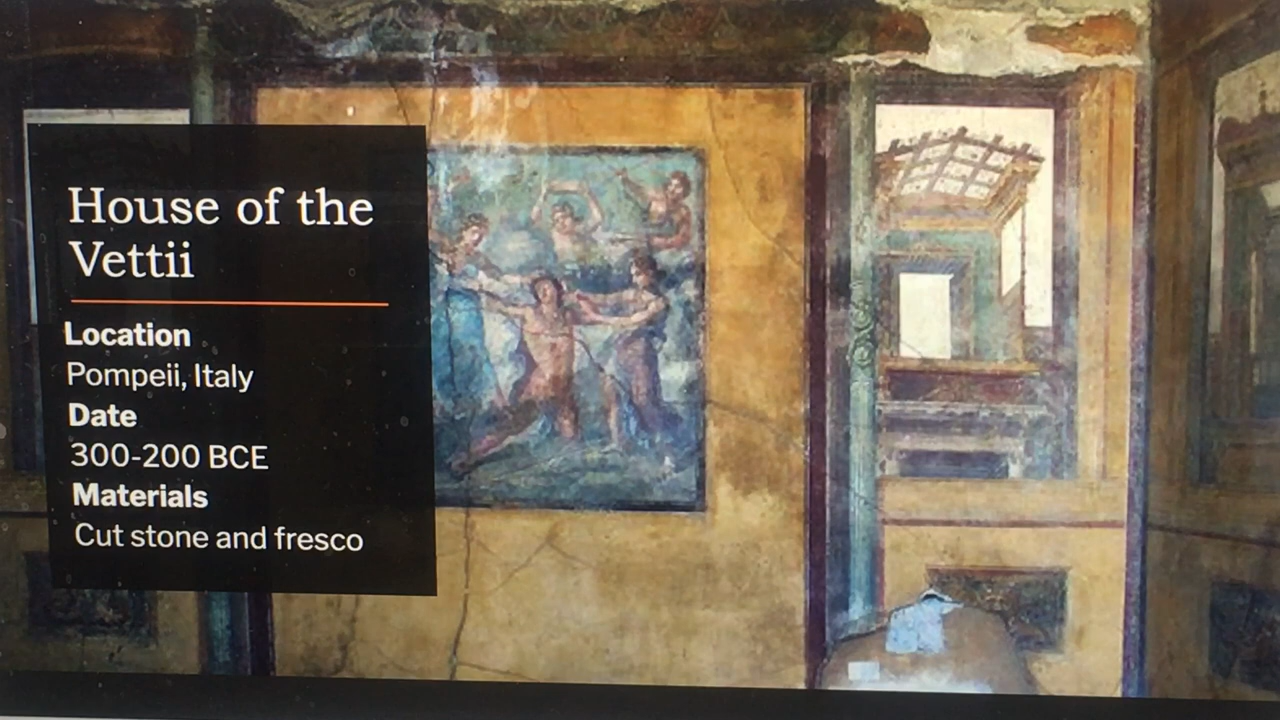 House of the
Vettii
Location
Pompeii, Italy
Date
300-200 BCE
Materials
Cut stone and fresco